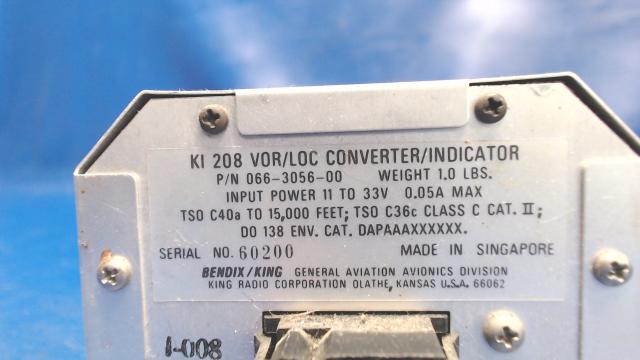 KI 208 VOR/LOC CONVERTER/INDICATOR
P/N 066-3056-00 WEIGHT 1.0 LBS.
INPUT POWER 11 TO 33V 0.05A MAX
TSO C40a TO 15,000 FEET; TSO C36c CLASS C CAT. II;
DO 138 ENV. CAT. DAPAAAXXXXXX.
SERIAL NO. 60200 MADE IN SINGAPORE
BENDIX/KING GENERAL AVIATION AVIONICS DIVISION
KING RADIO CORPORATION OLATHE, KANSAS U.S.A. 66062
1-008